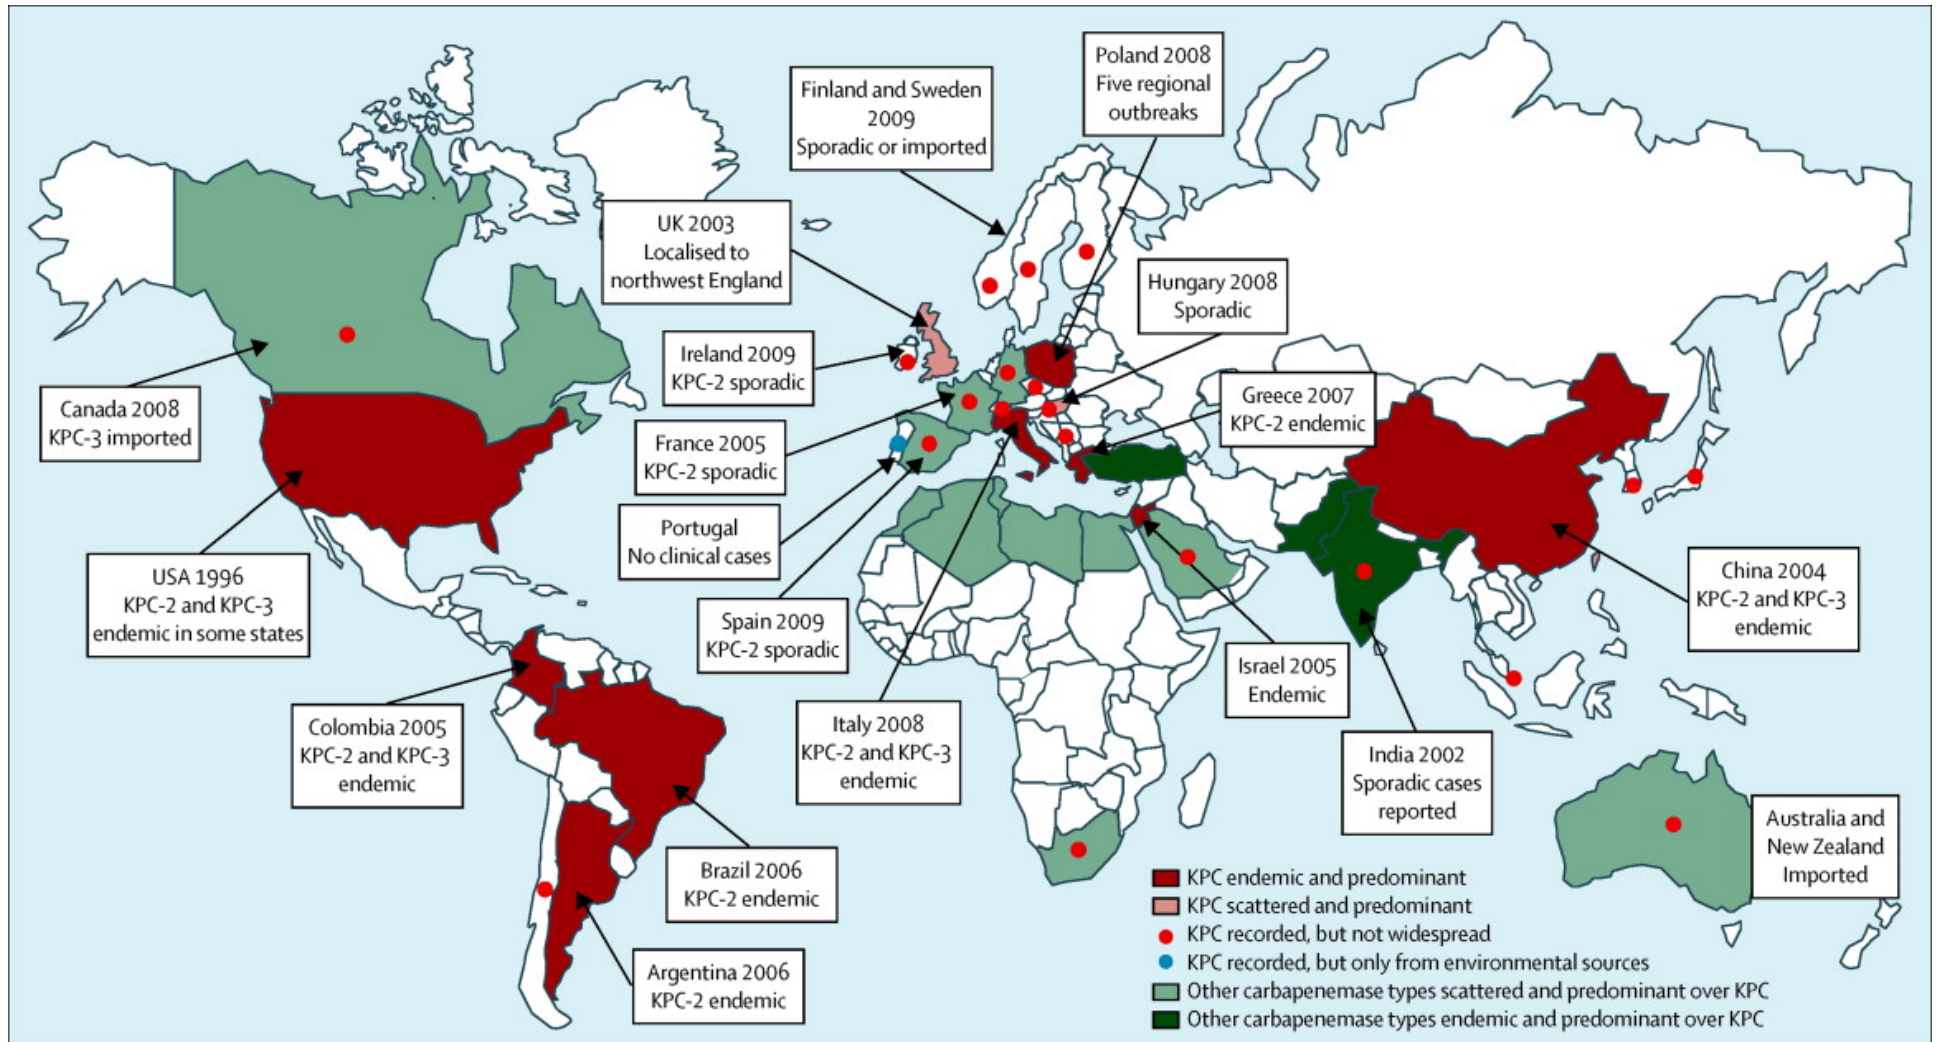 Poland 2008
Five regional
outbreaks
Finland and Sweden
2009
Sporadic or imported
UK 2003
Localised to
northwest England
Hungary 2008
Sporadic
Ireland 2009
KPC-2 sporadic
Canada 2008
KPC-3 imported
Greece 2007
KPC-2 endemic
France 2005
KPC-2 sporadic
Portugal
No clinical cases
USA 1996
KPC-2 and KPC-3
endemic in some states
China 2004
KPC-2 and KPC-3
endemic
Spain 2009
KPC-2 sporadic
Israel 2005
Endemic
Colombia 2005
KPC-2 and KPC-3
endemic
Italy 2008
KPC-2 and KPC-3
endemic
India 2002
Sporadic cases
reported
Australia and
New Zealand
Imported
Brazil 2006
KPC-2 endemic
Argentina 2006
KPC-2 endemic
KPC endemic and predominant
KPC scattered and predominant
KPC recorded, but not widespread
KPC recorded, but only from environmental sources
Other carbapenemase types scattered and predominant over KPC
Other carbapenemase types endemic and predominant over KPC